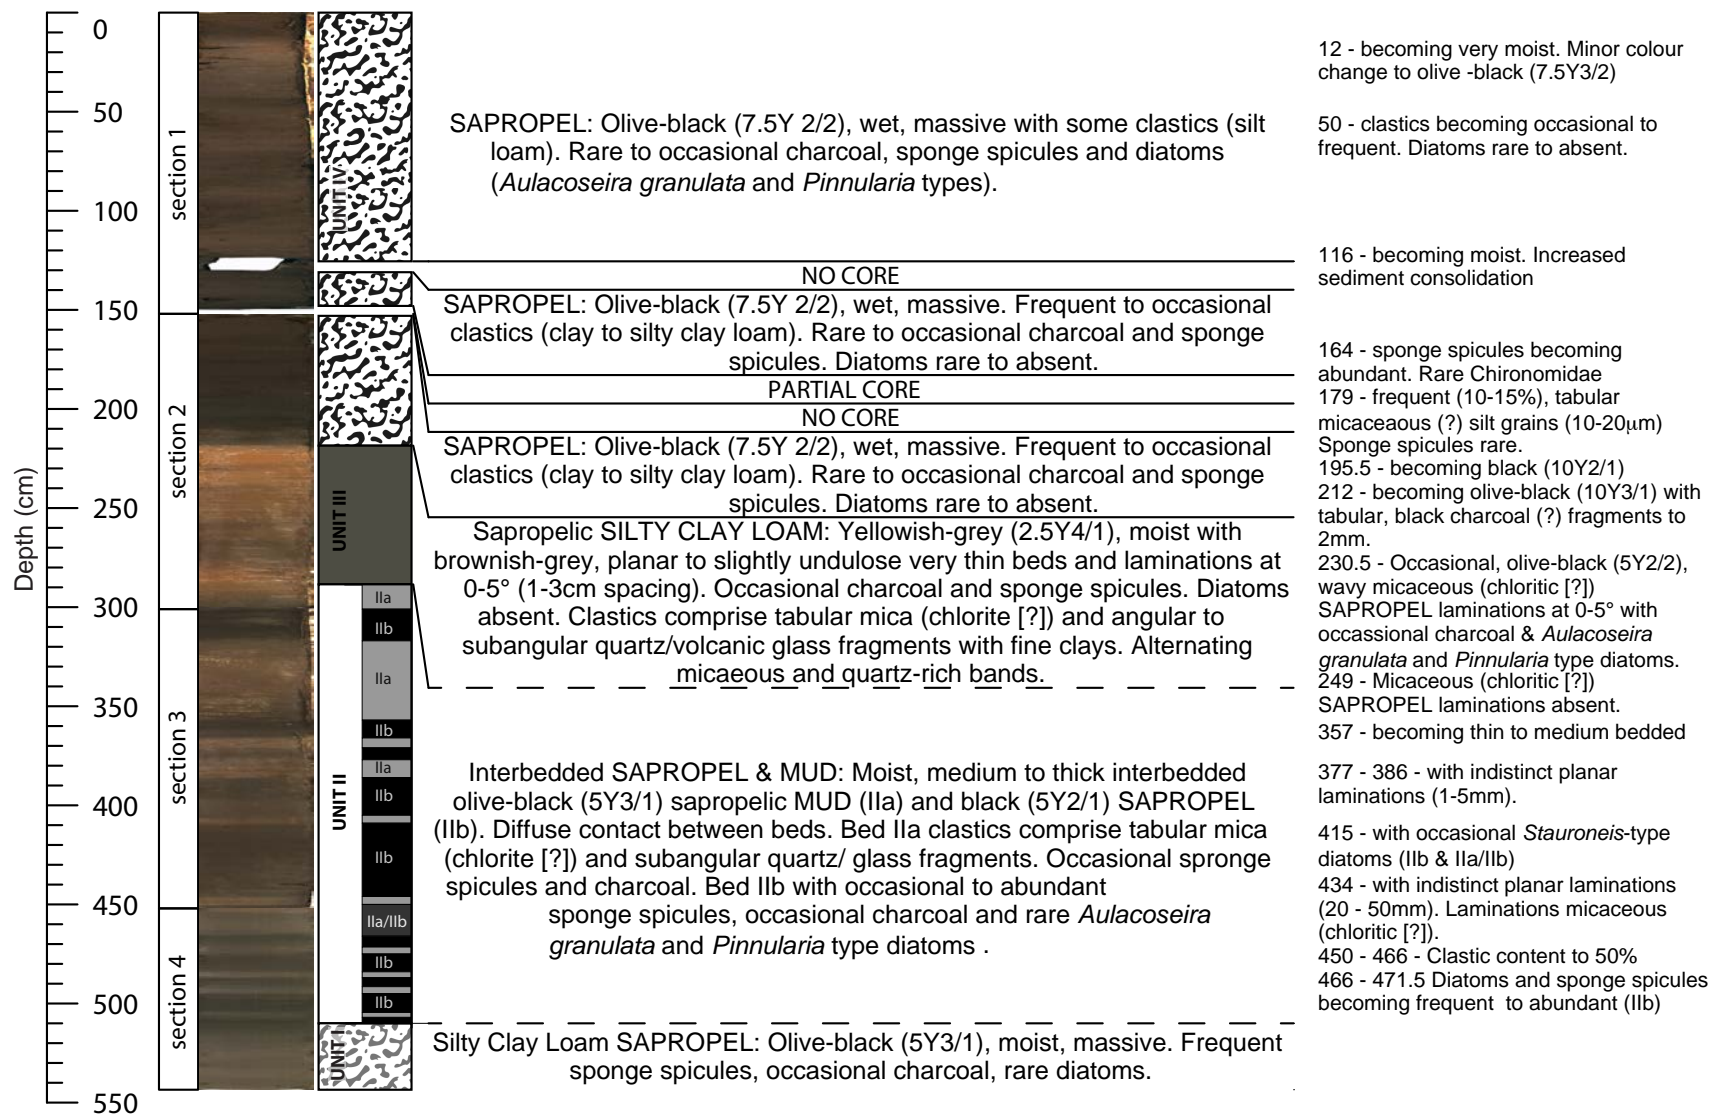 Depth (cm)
0
50
100
150
200
250
300
350
400
450
500
550
section 1
section 2
section 3
section 4
UNIT IV
UNIT III
UNIT II
UNIT I
IIa
IIb
IIa
IIb
IIa
IIb
IIb
IIa/IIb
IIb
IIb
SAPROPEL: Olive-black (7.5Y 2/2), wet, massive with some clastics (silt
loam). Rare to occasional charcoal, sponge spicules and diatoms
(Aulacoseira granulata and Pinnularia types).
NO CORE
SAPROPEL: Olive-black (7.5Y 2/2), wet, massive. Frequent to occasional
clastics (clay to silty clay loam). Rare to occasional charcoal and sponge
spicules. Diatoms rare to absent.
PARTIAL CORE
NO CORE
SAPROPEL: Olive-black (7.5Y 2/2), wet, massive. Frequent to occasional
clastics (clay to silty clay loam). Rare to occasional charcoal and sponge
spicules. Diatoms rare to absent.
Sapropelic SILTY CLAY LOAM: Yellowish-grey (2.5Y4/1), moist with
brownish-grey, planar to slightly undulose very thin beds and laminations at
0-5° (1-3cm spacing). Occasional charcoal and sponge spicules. Diatoms
absent. Clastics comprise tabular mica (chlorite [?]) and angular to
subangular quartz/volcanic glass fragments with fine clays. Alternating
micaeous and quartz-rich bands.
Interbedded SAPROPEL & MUD: Moist, medium to thick interbedded
olive-black (5Y3/1) sapropelic MUD (IIa) and black (5Y2/1) SAPROPEL
(IIb). Diffuse contact between beds. Bed IIa clastics comprise tabular mica
(chlorite [?]) and subangular quartz/ glass fragments. Occasional spronge
spicules and charcoal. Bed IIb with occasional to abundant
sponge spicules, occasional charcoal and rare Aulacoseira
granulata and Pinnularia type diatoms .
Silty Clay Loam SAPROPEL: Olive-black (5Y3/1), moist, massive. Frequent
sponge spicules, occasional charcoal, rare diatoms.
12 - becoming very moist. Minor colour
change to olive -black (7.5Y3/2)
50 - clastics becoming occasional to
frequent. Diatoms rare to absent.
116 - becoming moist. Increased
sediment consolidation
164 - sponge spicules becoming
abundant. Rare Chironomidae
179 - frequent (10-15%), tabular
micaceaous (?) silt grains (10-20µm)
Sponge spicules rare.
195.5 - becoming black (10Y2/1)
212 - becoming olive-black (10Y3/1) with
tabular, black charcoal (?) fragments to
2mm.
230.5 - Occasional, olive-black (5Y2/2),
wavy micaceous (chloritic [?])
SAPROPEL laminations at 0-5° with
occassional charcoal & Aulacoseira
granulata and Pinnularia type diatoms.
249 - Micaceous (chloritic [?])
SAPROPEL laminations absent.
357 - becoming thin to medium bedded
377 - 386 - with indistinct planar
laminations (1-5mm).
415 - with occasional Stauroneis-type
diatoms (IIb & IIa/IIb)
434 - with indistinct planar laminations
(20 - 50mm). Laminations micaceous
(chloritic [?]).
450 - 466 - Clastic content to 50%
466 - 471.5 Diatoms and sponge spicules
becoming frequent to abundant (IIb)